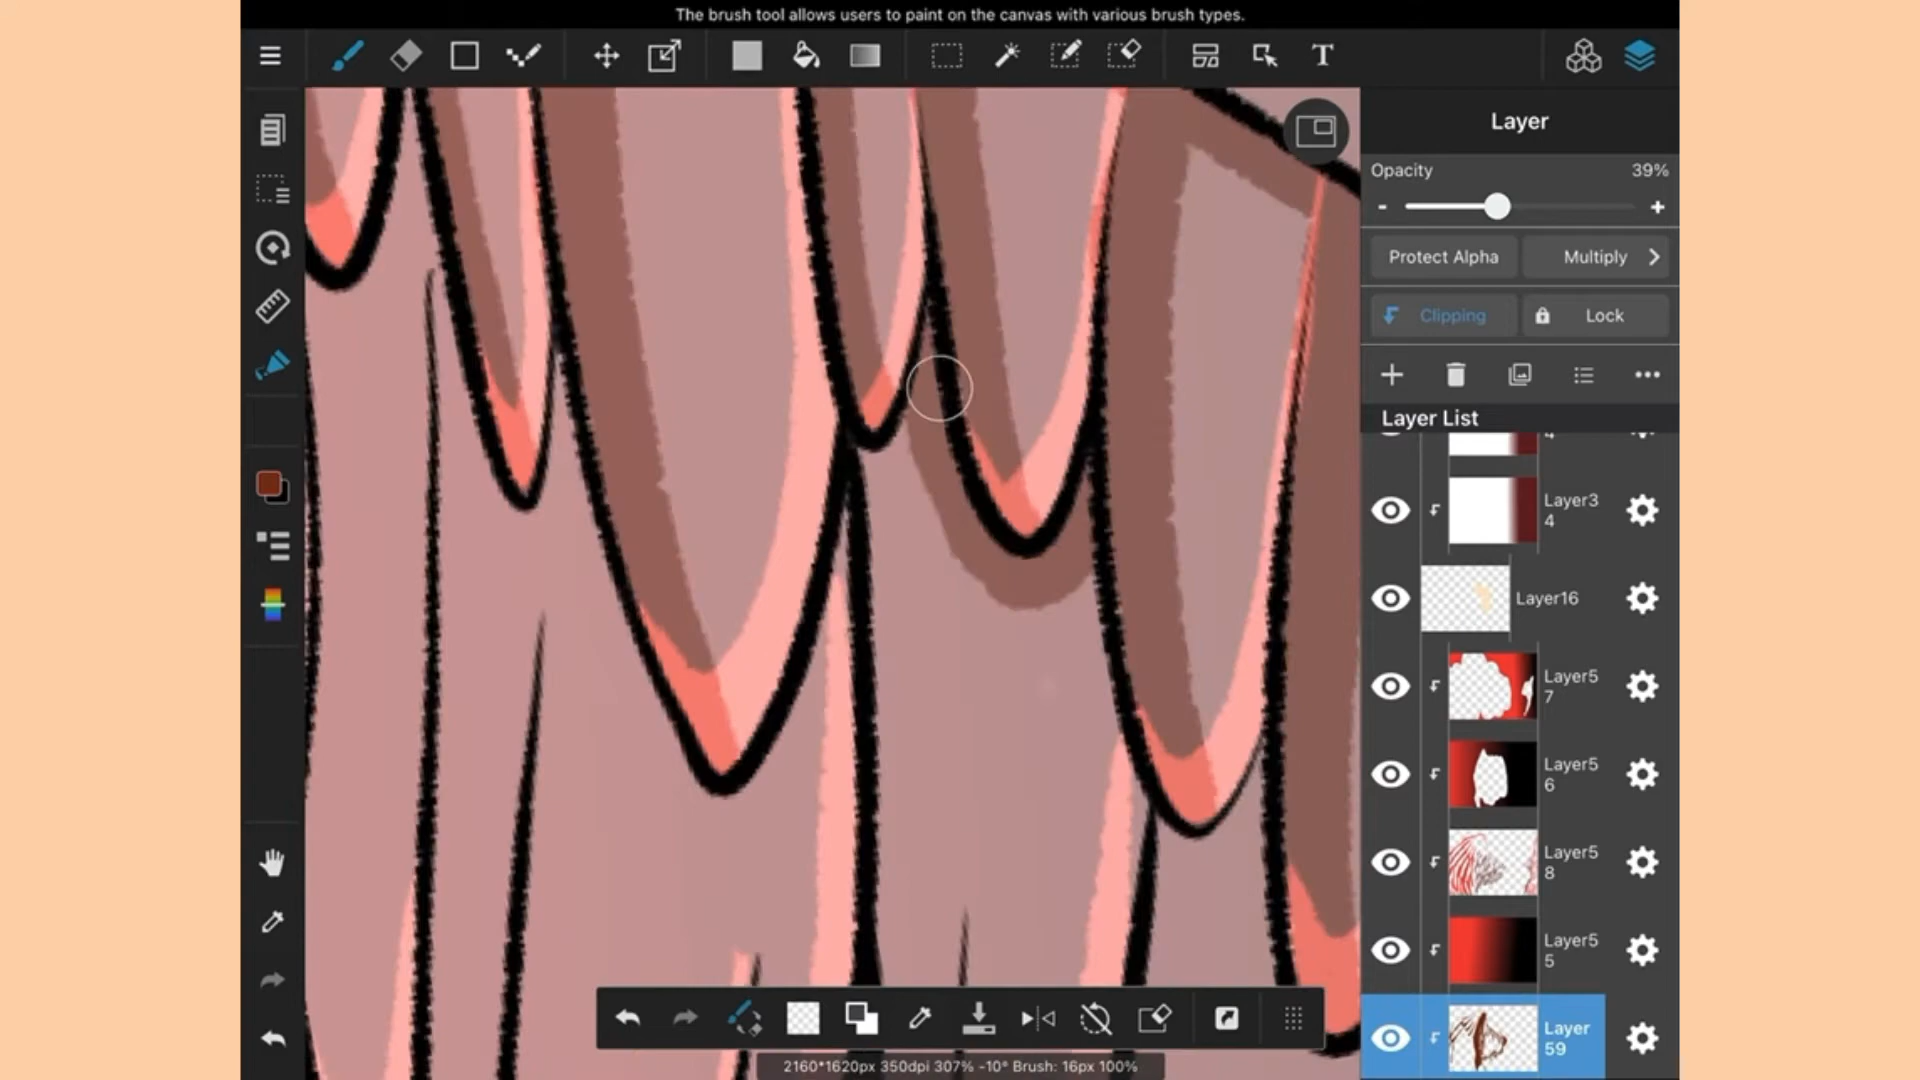 The brush tool allows users to paint on the canvas with various brush types.
T
Layer
Opacity 39%
- +
Protect Alpha Multiply
Clipping Lock
Layer List
4
Layer3
4
Layer16
Layer5
7
Layer5
6
Layer5
8
Layer5
5
Layer
59
2160*1620px 350dpi 307% -10° Brush: 16px 100%